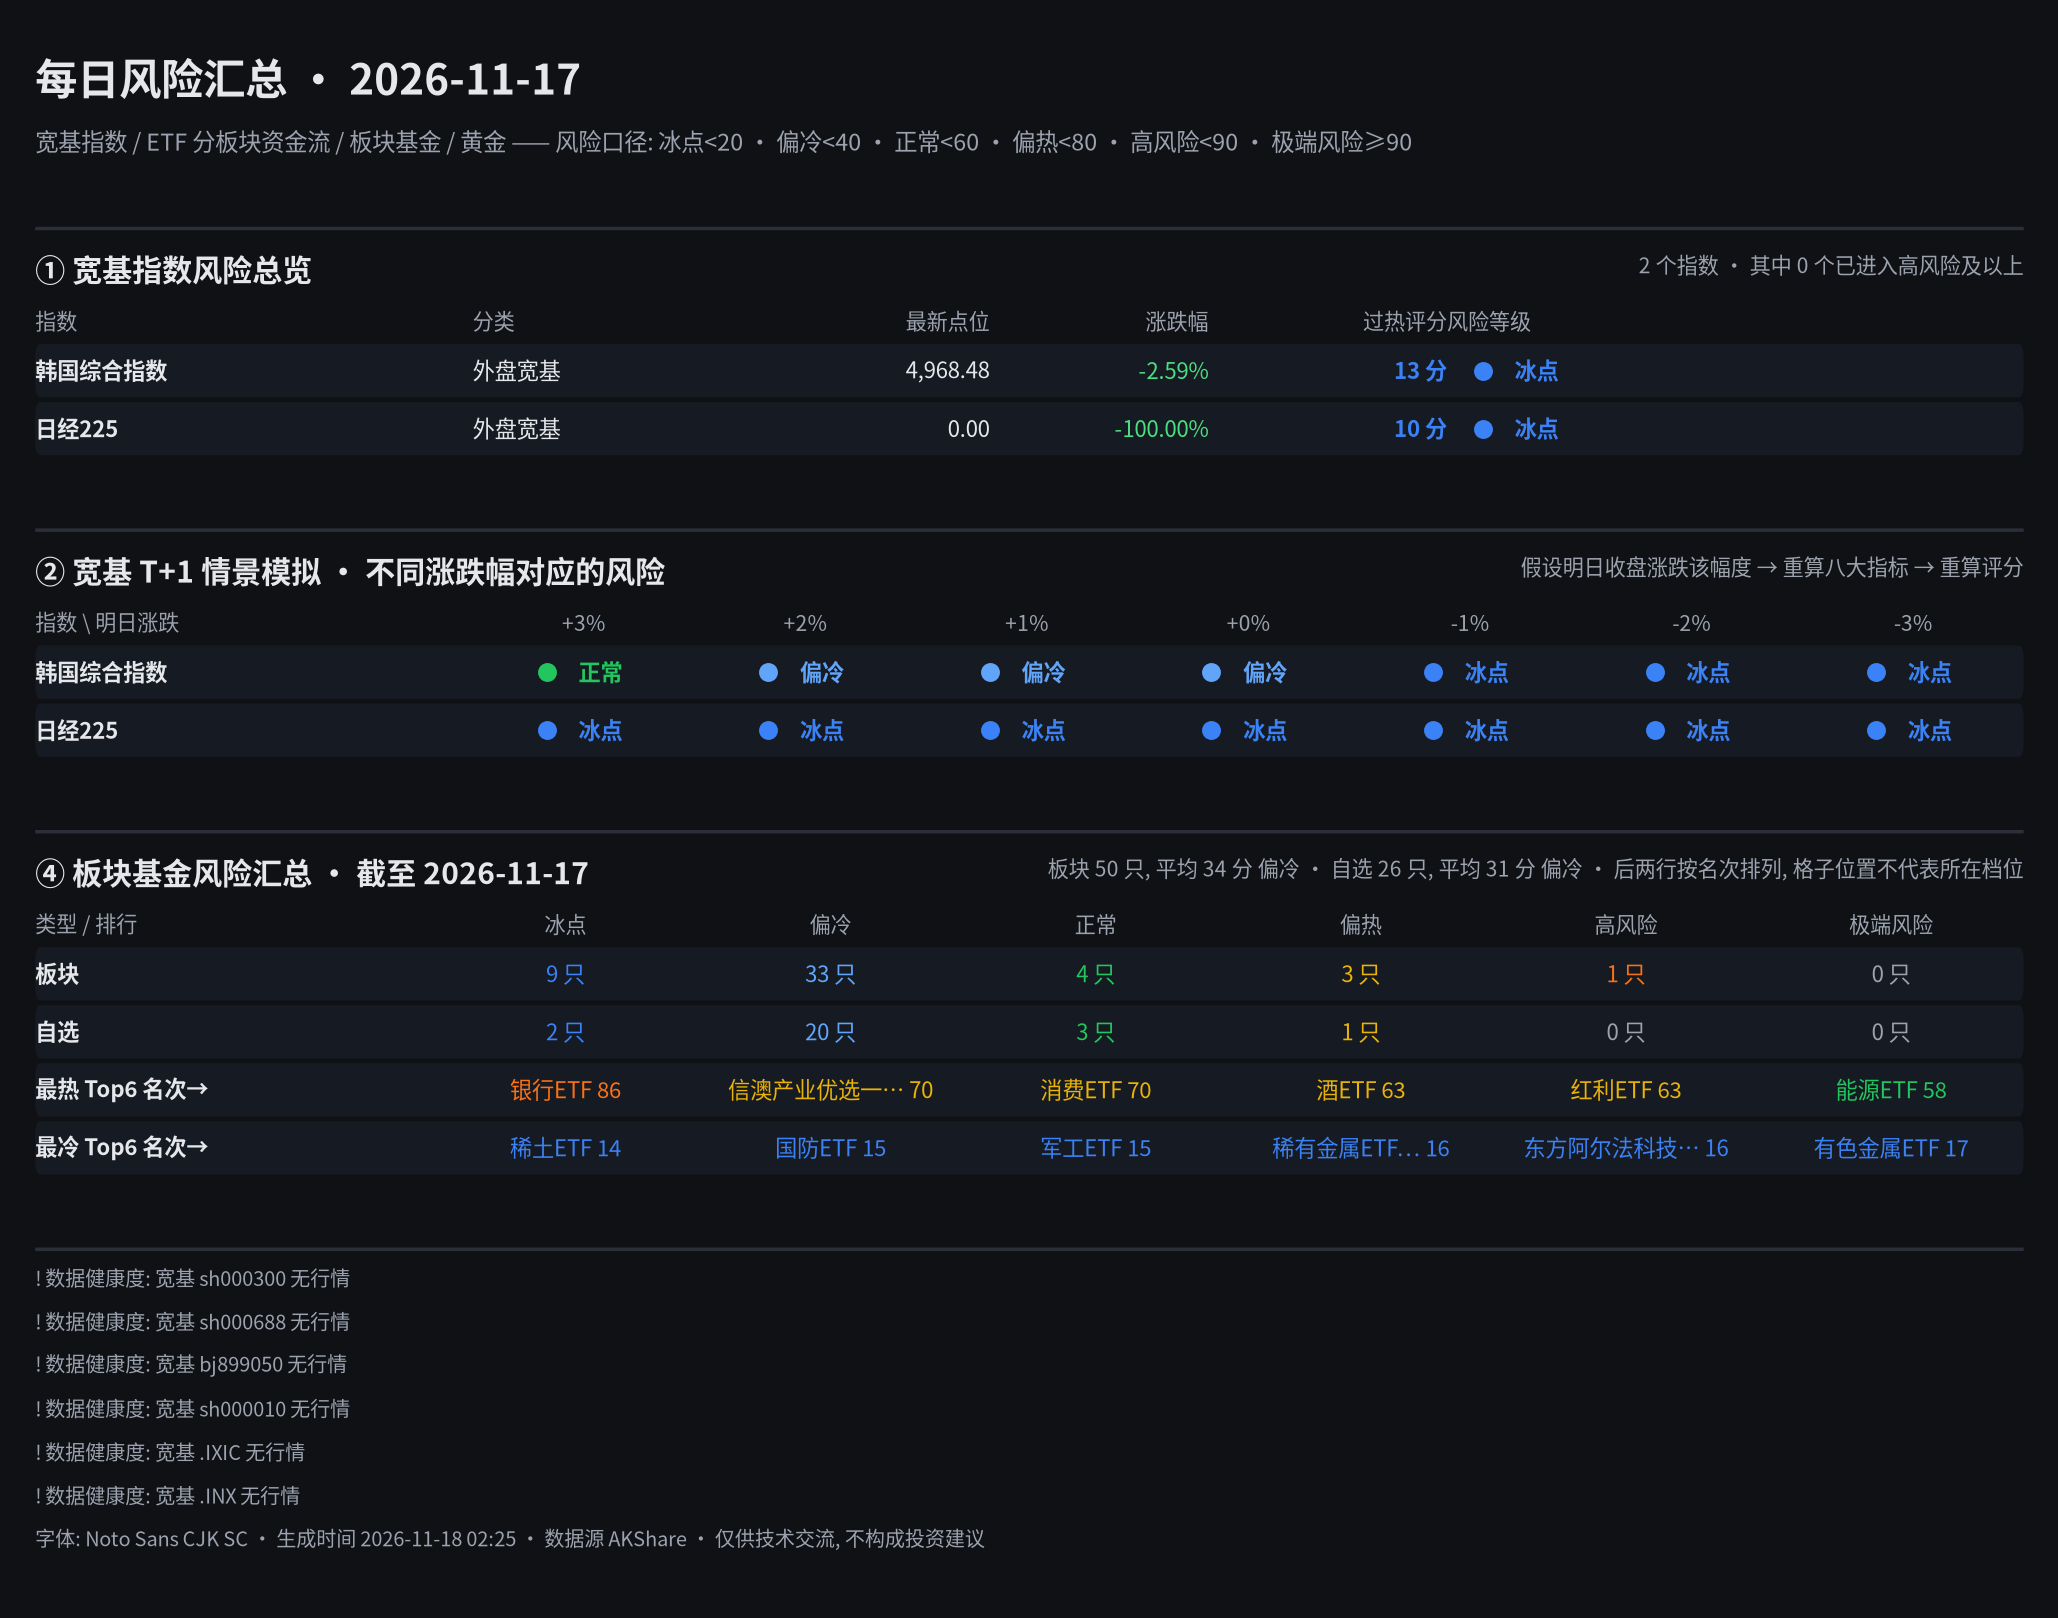 每日风险汇总 · 2026-11-17
宽基指数 / ETF 分板块资金流 / 板块基金 / 黄金 —— 风险口径: 冰点<20 · 偏冷<40 · 正常<60 · 偏热<80 · 高风险<90 · 极端风险≥90
① 宽基指数风险总览 2 个指数 · 其中 0 个已进入高风险及以上
指数 分类 最新点位 涨跌幅 过热评分 风险等级
韩国综合指数 外盘宽基 4,968.48 -2.59% 13 分 ● 冰点
日经225 外盘宽基 0.00 -100.00% 10 分 ● 冰点
② 宽基 T+1 情景模拟 · 不同涨跌幅对应的风险 假设明日收盘涨跌该幅度 → 重算八大指标 → 重算评分
指数 \ 明日涨跌 +3% +2% +1% +0% -1% -2% -3%
韩国综合指数 ● 正常 ● 偏冷 ● 偏冷 ● 偏冷 ● 冰点 ● 冰点 ● 冰点
日经225 ● 冰点 ● 冰点 ● 冰点 ● 冰点 ● 冰点 ● 冰点 ● 冰点
④ 板块基金风险汇总 · 截至 2026-11-17 板块 50 只, 平均 34 分 偏冷 · 自选 26 只, 平均 31 分 偏冷 · 后两行按名次排列, 格子位置不代表所在档位
类型 / 排行 冰点 偏冷 正常 偏热 高风险 极端风险
板块 9 只 33 只 4 只 3 只 1 只 0 只
自选 2 只 20 只 3 只 1 只 0 只 0 只
最热 Top6 名次→ 银行ETF 86 信澳产业优选一… 70 消费ETF 70 酒ETF 63 红利ETF 63 能源ETF 58
最冷 Top6 名次→ 稀土ETF 14 国防ETF 15 军工ETF 15 稀有金属ETF… 16 东方阿尔法科技… 16 有色金属ETF 17
! 数据健康度: 宽基 sh000300 无行情
! 数据健康度: 宽基 sh000688 无行情
! 数据健康度: 宽基 bj899050 无行情
! 数据健康度: 宽基 sh000010 无行情
! 数据健康度: 宽基 .IXIC 无行情
! 数据健康度: 宽基 .INX 无行情
字体: Noto Sans CJK SC · 生成时间 2026-11-18 02:25 · 数据源 AKShare · 仅供技术交流, 不构成投资建议